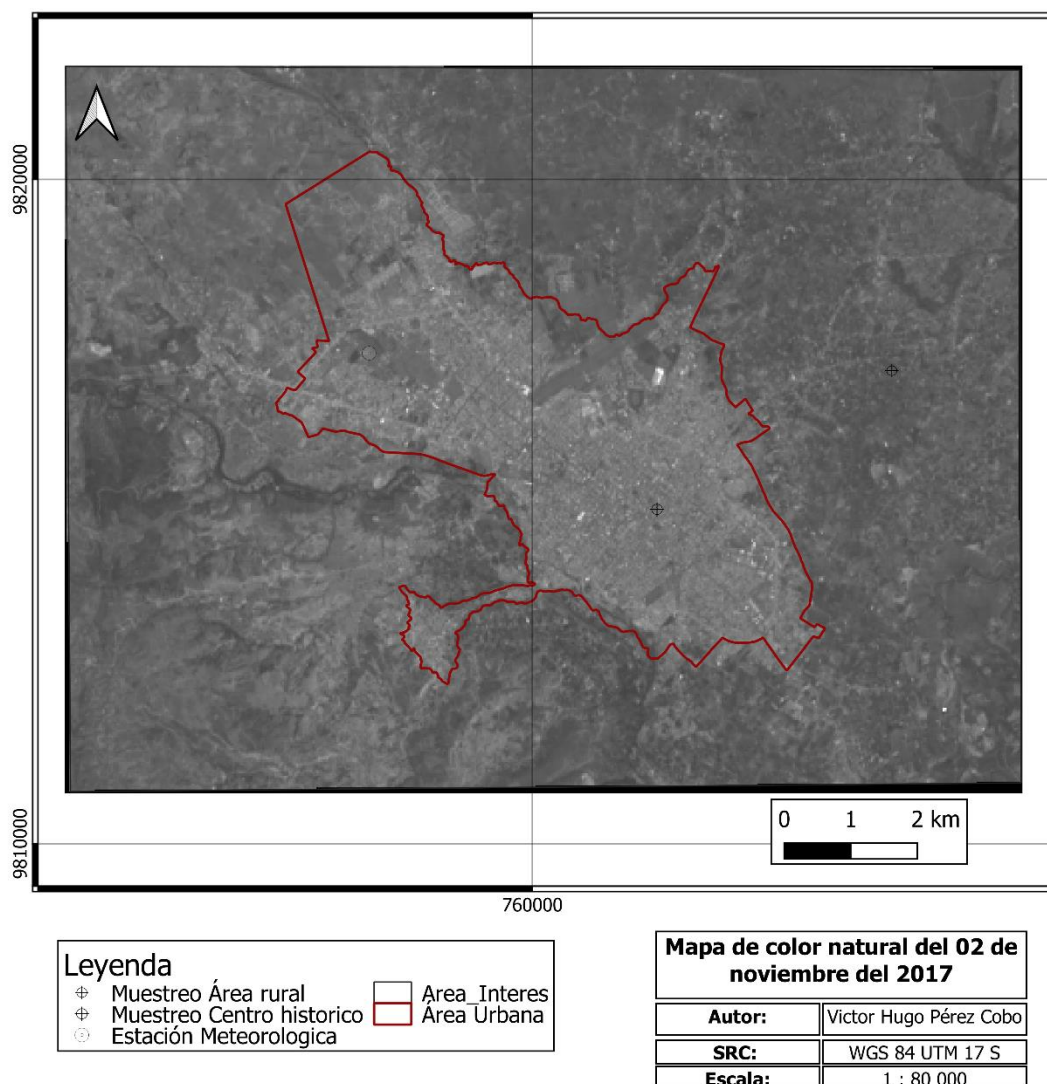 9820000
9810000
0 1 2 km
760000
Leyenda
Muestreo Área rural
Muestreo Centro historico
Estación Meteorologica
Area_Interes
Área Urbana
Mapa de color natural del 02 de
noviembre del 2017
Autor: Victor Hugo Pérez Cobo
SRC: WGS 84 UTM 17 S
Escala: 1 : 80 000